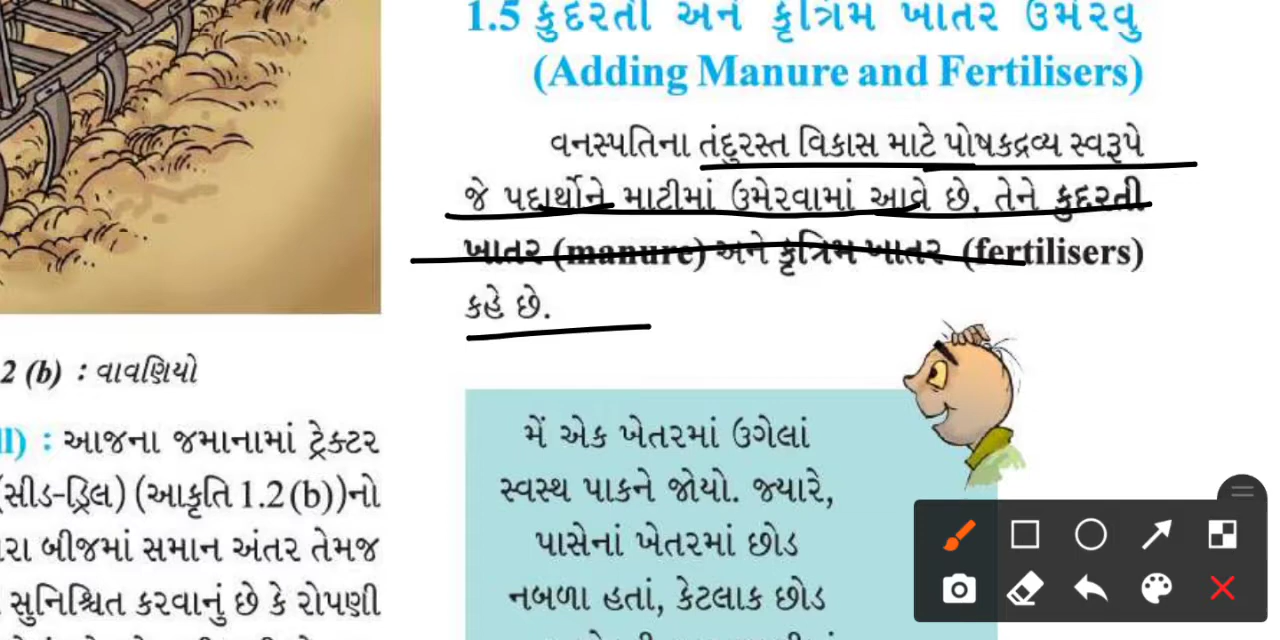 1.5 કુદરતી અને કૃત્રિમ ખાતર ઉમેરવું
(Adding Manure and Fertilisers)
વનસ્પતિના તંદુરસ્ત વિકાસ માટે પોષકદ્રવ્ય સ્વરૂપે
જે પદાર્થોને માટીમાં ઉમેરવામાં આવે છે, તેને કુદરતી
ખાતર (manure) અને કૃત્રિમ ખાતર (fertilisers)
કહે છે.
2 (b) : વાવણિયો
ll) : આજના જમાનામાં ટ્રેક્ટર
(સીડ-ડ્રિલ) (આકૃતિ 1.2 (b))નો
રા બીજમાં સમાન અંતર તેમજ
સુનિશ્ચિત કરવાનું છે કે રોપણી
મેં એક ખેતરમાં ઉગેલાં
સ્વસ્થ પાકને જોયો. જ્યારે,
પાસેનાં ખેતરમાં છોડ
નબળા હતાં, કેટલાક છોડ